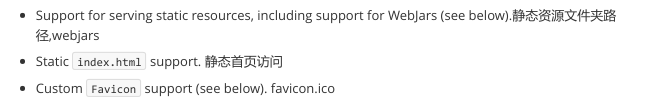 Support for serving static resources, including support for WebJars (see below).静态资源文件夹路
径,webjars
Static index.html support. 静态首页访问
Custom Favicon support (see below). favicon.ico